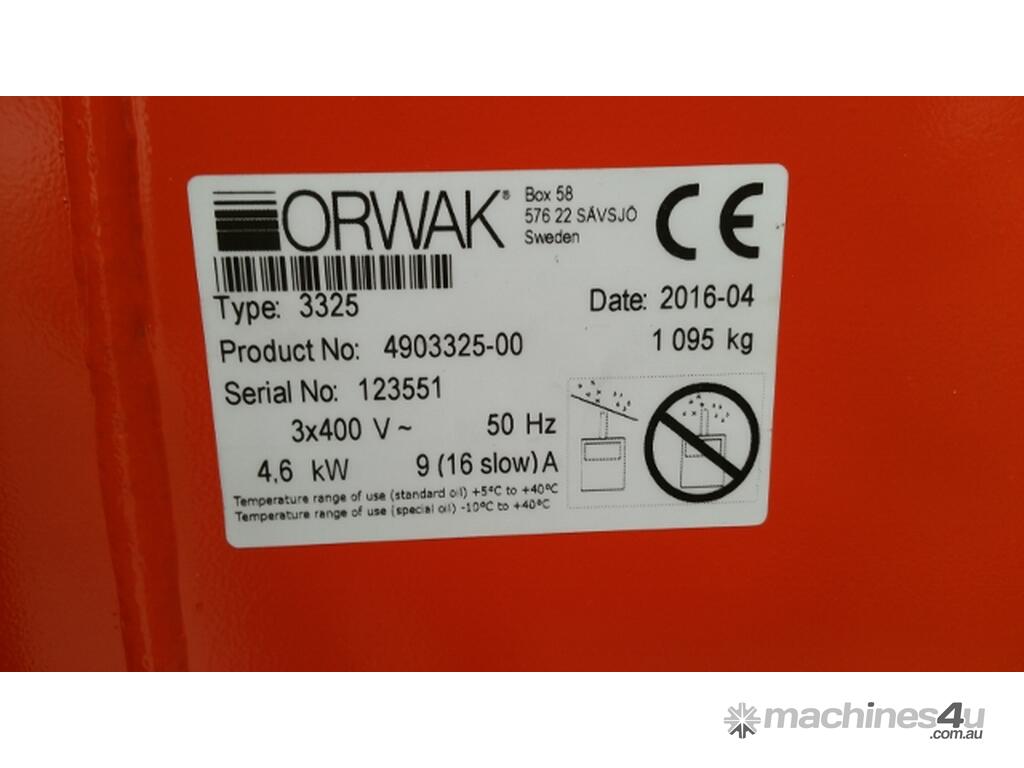 ORWAK®
Box 58
576 22 SÄVSJÖ
Sweden
CE
Type: 3325
Date: 2016-04
Product No: 4903325-00
1 095 kg
Serial No: 123551
3x400 V ~
50 Hz
4,6 kW
9 (16 slow) A
Temperature range of use (standard oil) +5°C to +40°C
Temperature range of use (special oil) -10°C to +40°C
machines4u
.com.au